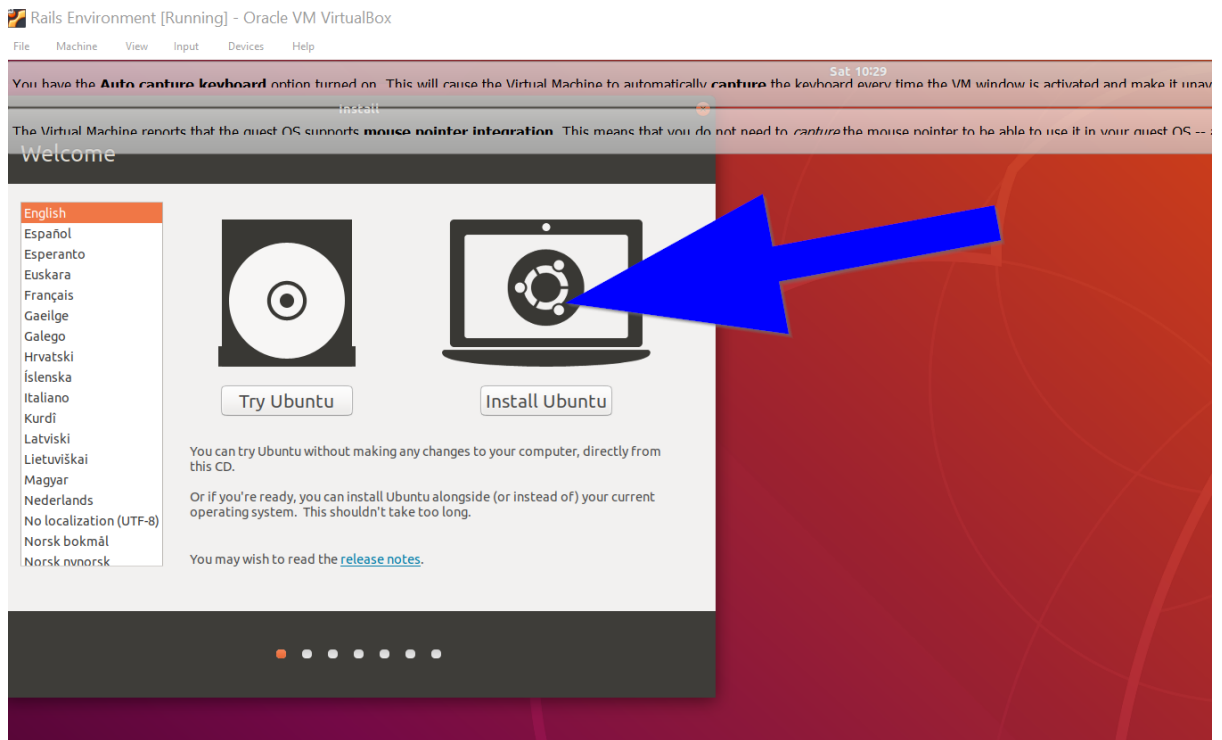 Rails Environment [Running] - Oracle VM VirtualBox
File Machine View Input Devices Help
Sat 10:29
You have the Auto capture keyboard option turned on. This will cause the Virtual Machine to automatically capture the keyboard every time the VM window is activated and make it unav
Install
The Virtual Machine reports that the guest OS supports mouse pointer integration. This means that you do not need to capture the mouse pointer to be able to use it in your guest OS -- a
Welcome
English
Español
Esperanto
Euskara
Français
Gaeilge
Galego
Hrvatski
Íslenska
Italiano
Kurdî
Latviski
Lietuviškai
Magyar
Nederlands
No localization (UTF-8)
Norsk bokmål
Norsk nynorsk
Try Ubuntu
Install Ubuntu
You can try Ubuntu without making any changes to your computer, directly from
this CD.
Or if you're ready, you can install Ubuntu alongside (or instead of) your current
operating system. This shouldn't take too long.
You may wish to read the release notes.